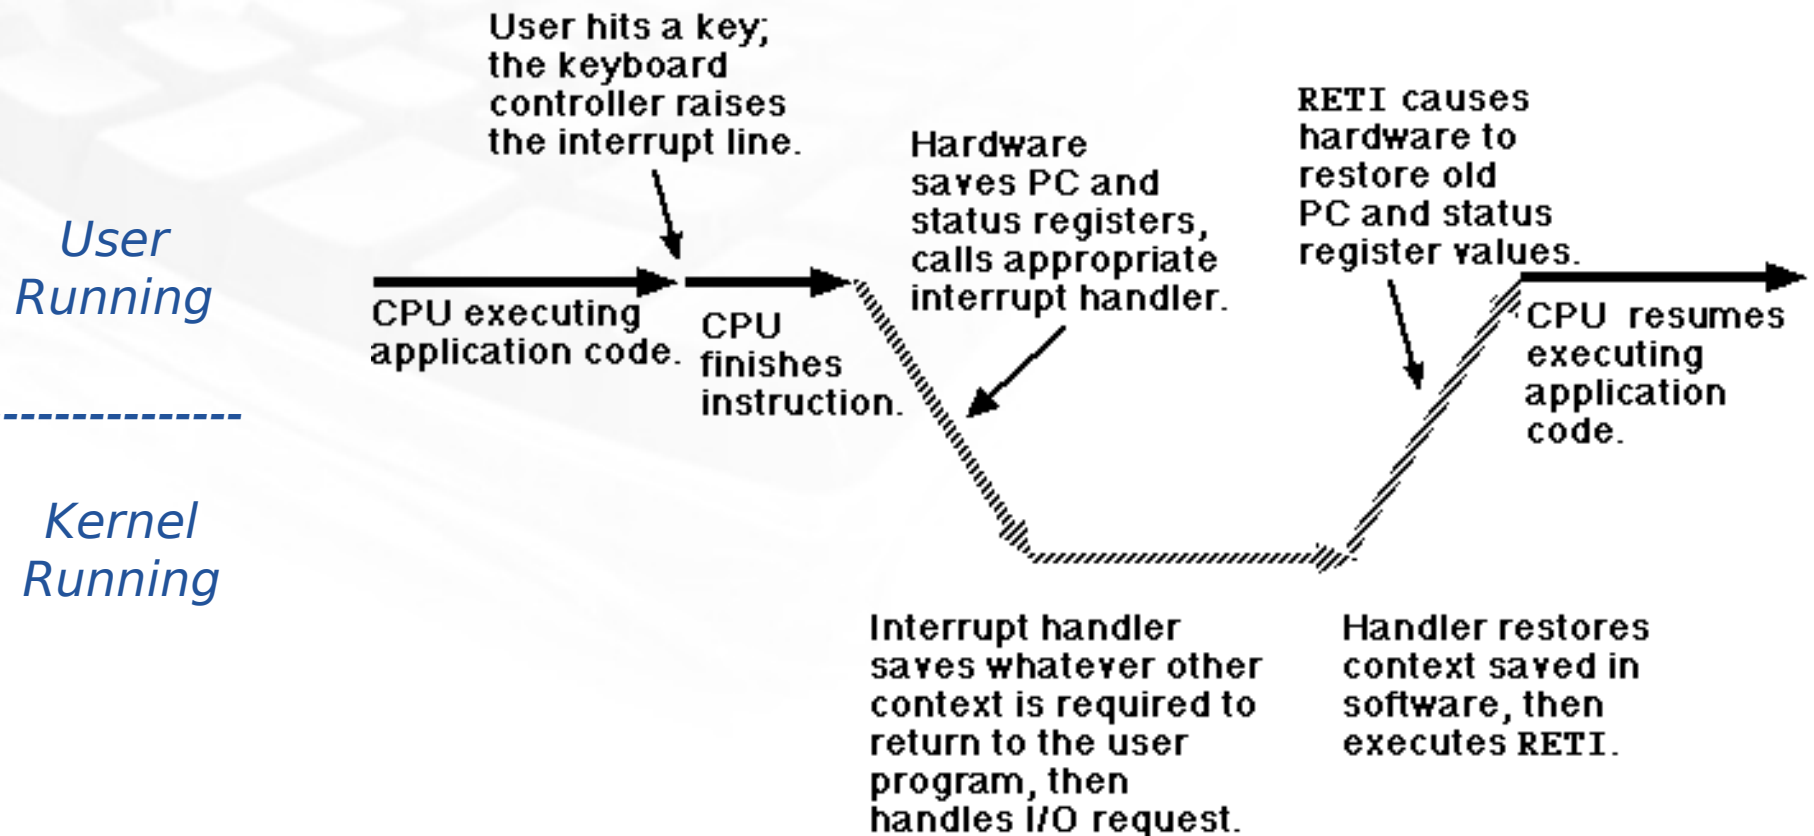 User hits a key;
the keyboard
controller raises
the interrupt line.
Hardware
saves PC and
status registers,
calls appropriate
interrupt handler.
RETI causes
hardware to
restore old
PC and status
register values.
User
Running
CPU executing
application code.
CPU
finishes
instruction.
CPU resumes
executing
application
code.
--------------
Kernel
Running
Interrupt handler
saves whatever other
context is required to
return to the user
program, then
handles I/O request.
Handler restores
context saved in
software, then
executes RETI.